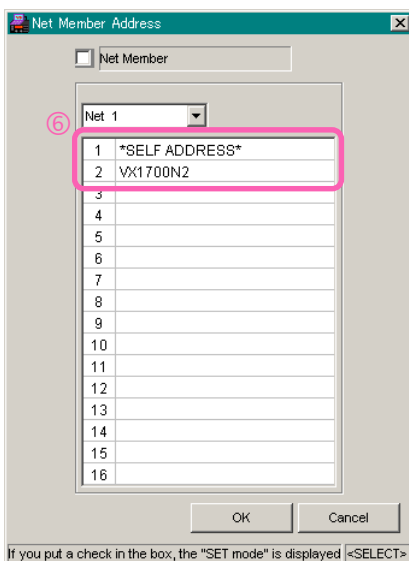 Net Member Address
Net Member
⑥
Net 1
1 *SELF ADDRESS*
2 VX1700N2
3
4
5
6
7
8
9
10
11
12
13
14
15
16
OK Cancel
If you put a check in the box, the "SET mode" is displayed <SELECT>